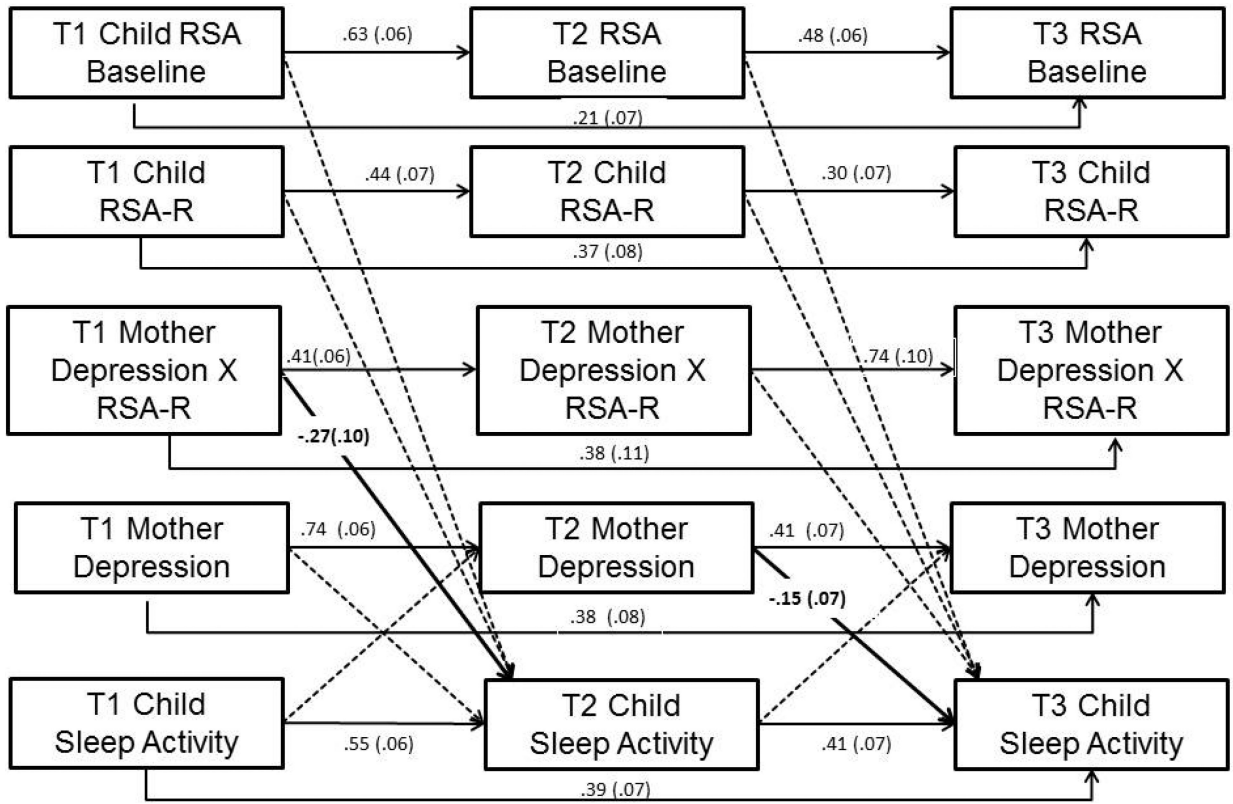 T1 Child RSA
Baseline
.63 (.06)
T2 RSA
Baseline
.48 (.06)
T3 RSA
Baseline
.21 (.07)
T1 Child
RSA-R
.44 (.07)
T2 Child
RSA-R
.30 (.07)
T3 Child
RSA-R
.37 (.08)
T1 Mother
Depression X
RSA-R
.41(.06)
T2 Mother
Depression X
RSA-R
.74 (.10)
T3 Mother
Depression X
RSA-R
-.27(.10)
.38 (.11)
T1 Mother
Depression
.74 (.06)
T2 Mother
Depression
.41 (.07)
T3 Mother
Depression
-.15 (.07)
.38 (.08)
T1 Child
Sleep Activity
.55 (.06)
T2 Child
Sleep Activity
.41 (.07)
T3 Child
Sleep Activity
.39 (.07)